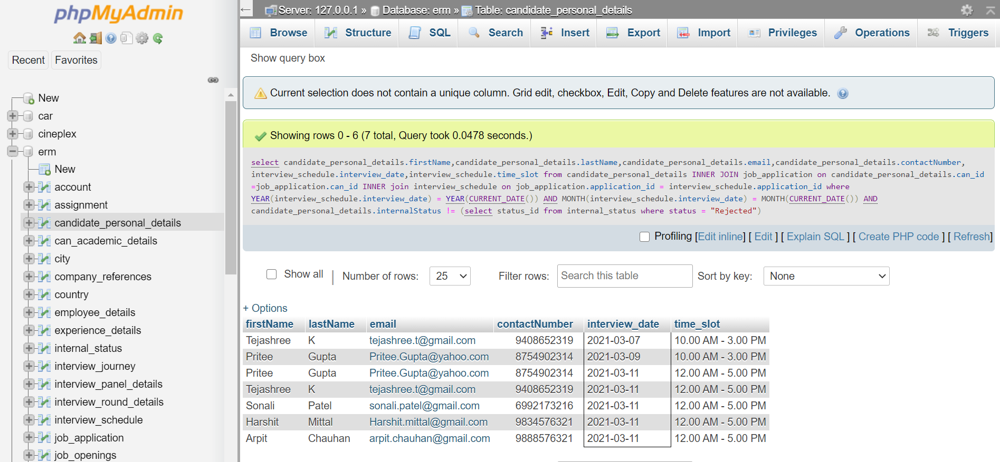 phpMyAdmin
Recent Favorites
New
car
cineplex
erm
New
account
assignment
candidate_personal_details
can_academic_details
city
company_references
country
employee_details
experience_details
internal_status
interview_journey
interview_panel_details
interview_round_details
interview_schedule
job_application
job_openings
Server: 127.0.0.1 » Database: erm » Table: candidate_personal_details
Browse Structure SQL Search Insert Export Import Privileges Operations Triggers
Show query box
Current selection does not contain a unique column. Grid edit, checkbox, Edit, Copy and Delete features are not available.
Showing rows 0 - 6 (7 total, Query took 0.0478 seconds.)
select candidate_personal_details.firstName,candidate_personal_details.lastName,candidate_personal_details.email,candidate_personal_details.contactNumber,
interview_schedule.interview_date,interview_schedule.time_slot from candidate_personal_details INNER JOIN job_application on candidate_personal_details.can_id
=job_application.can_id INNER join interview_schedule on job_application.application_id = interview_schedule.application_id where
YEAR(interview_schedule.interview_date) = YEAR(CURRENT_DATE()) AND MONTH(interview_schedule.interview_date) = MONTH(CURRENT_DATE()) AND
candidate_personal_details.internalStatus != (select status_id from internal_status where status = "Rejected")
Profiling [Edit inline] [ Edit ] [ Explain SQL ] [ Create PHP code ] [ Refresh]
Show all | Number of rows: 25 Filter rows: Search this table Sort by key: None
+ Options
firstName lastName email contactNumber interview_date time_slot
Tejashree K tejashree.t@gmail.com 9408652319 2021-03-07 10.00 AM - 3.00 PM
Pritee Gupta Pritee.Gupta@yahoo.com 8754902314 2021-03-09 10.00 AM - 3.00 PM
Pritee Gupta Pritee.Gupta@yahoo.com 8754902314 2021-03-11 12.00 AM - 5.00 PM
Tejashree K tejashree.t@gmail.com 9408652319 2021-03-11 12.00 AM - 5.00 PM
Sonali Patel sonali.patel@gmail.com 6992173216 2021-03-11 12.00 AM - 5.00 PM
Harshit Mittal Harshit.mittal@gmail.com 9834576321 2021-03-11 12.00 AM - 5.00 PM
Arpit Chauhan arpit.chauhan@gmail.com 9888576321 2021-03-11 12.00 AM - 5.00 PM